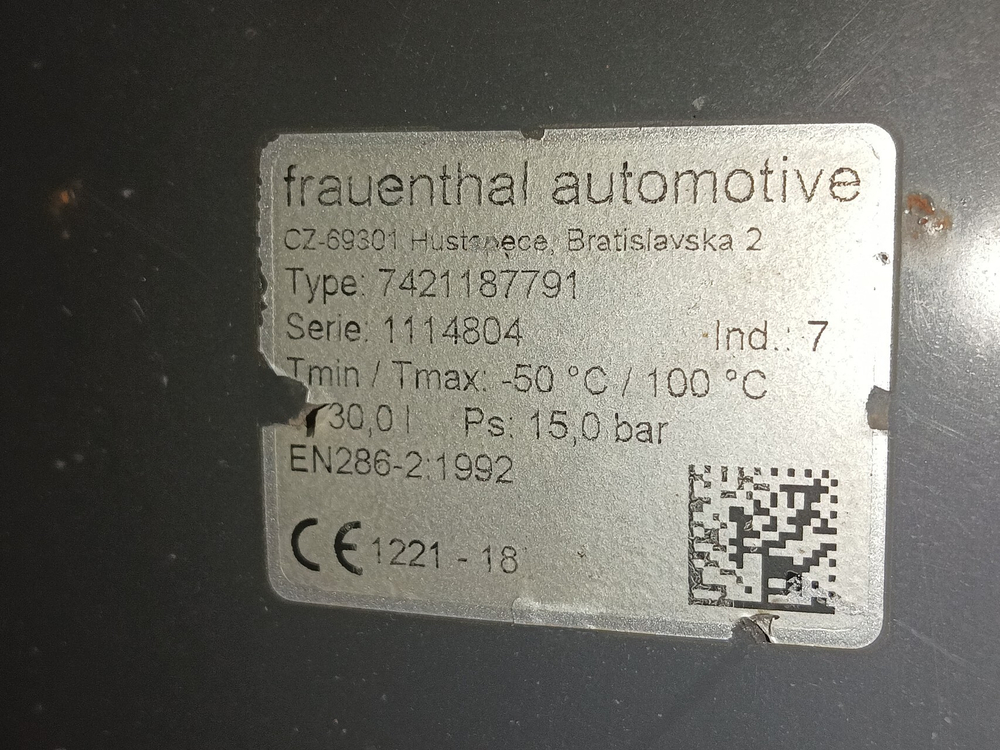 frauenthal automotive
CZ-69301 Bratislavska 2
Type: 7421187791
Serie: 1114804 Ind.: 7
Tmin / Tmax: -50 °C / 100 °C
30,0 l Ps: 15,0 bar
EN286-2:1992
CE 1221 - 18